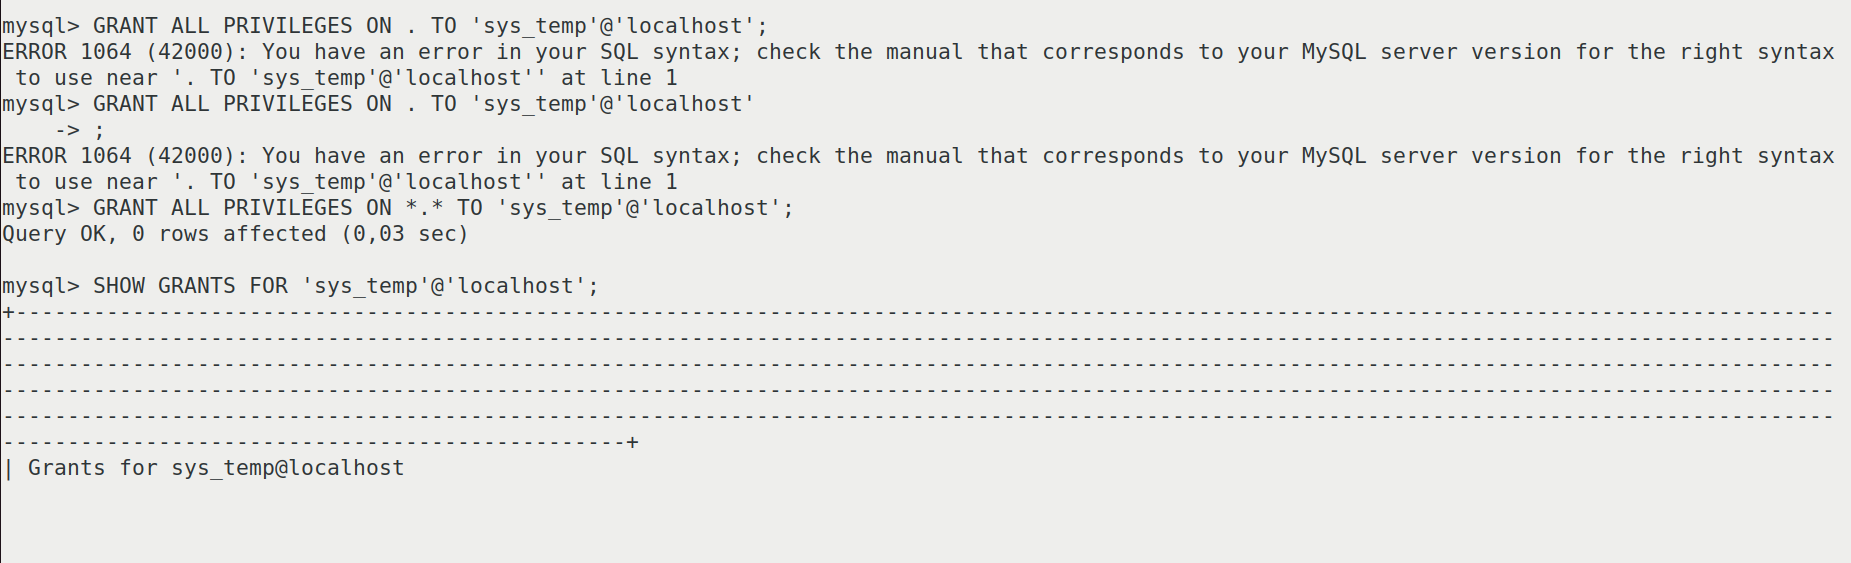 mysql> GRANT ALL PRIVILEGES ON . TO 'sys_temp'@'localhost';
ERROR 1064 (42000): You have an error in your SQL syntax; check the manual that corresponds to your MySQL server version for the right syntax
 to use near '. TO 'sys_temp'@'localhost'' at line 1
mysql> GRANT ALL PRIVILEGES ON . TO 'sys_temp'@'localhost'
    -> ;
ERROR 1064 (42000): You have an error in your SQL syntax; check the manual that corresponds to your MySQL server version for the right syntax
 to use near '. TO 'sys_temp'@'localhost'' at line 1
mysql> GRANT ALL PRIVILEGES ON *.* TO 'sys_temp'@'localhost';
Query OK, 0 rows affected (0,03 sec)

mysql> SHOW GRANTS FOR 'sys_temp'@'localhost';
+--------------------------------------------------------------------------------------------------------------------------------------------
---------------------------------------------------------------------------------------------------------------------------------------------
---------------------------------------------------------------------------------------------------------------------------------------------
---------------------------------------------------------------------------------------------------------------------------------------------
---------------------------------------------------------------------------------------------------------------------------------------------
------------------------------------------------+
| Grants for sys_temp@localhost